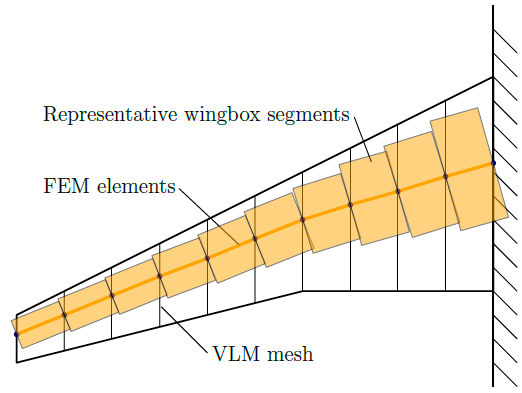 Representative wingbox segments
FEM elements
VLM mesh